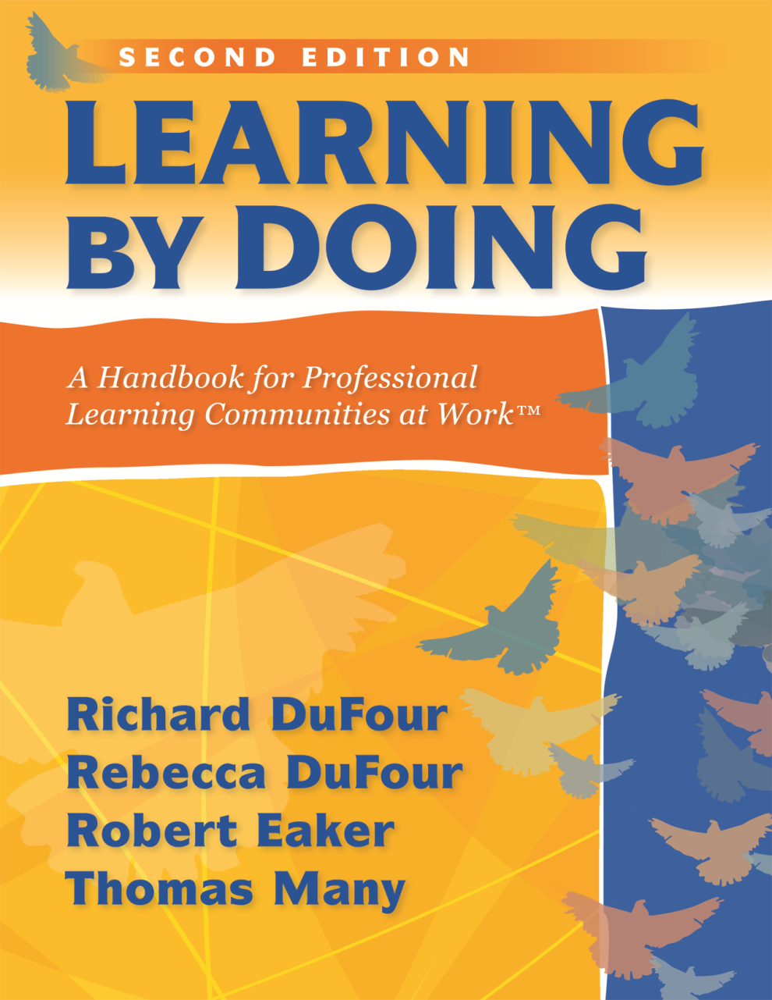 SECOND EDITION
LEARNING
BY DOING
A Handbook for Professional
Learning Communities at Work™
Richard DuFour
Rebecca DuFour
Robert Eaker
Thomas Many